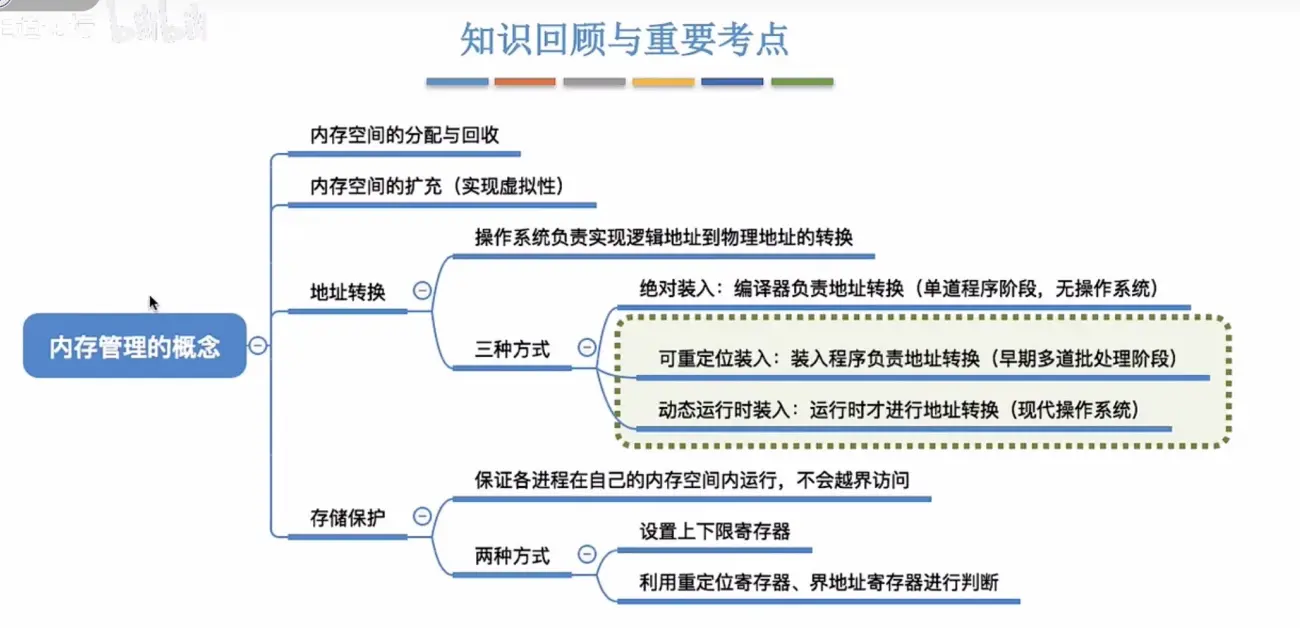 知识回顾与重要考点
内存空间的分配与回收
内存空间的扩充（实现虚拟性）
操作系统负责实现逻辑地址到物理地址的转换
地址转换
绝对装入：编译器负责地址转换（单道程序阶段，无操作系统）
三种方式
可重定位装入：装入程序负责地址转换（早期多道批处理阶段）
动态运行时装入：运行时才进行地址转换（现代操作系统）
内存管理的概念
保证各进程在自己的内存空间内运行，不会越界访问
存储保护
设置上下限寄存器
两种方式
利用重定位寄存器、界地址寄存器进行判断